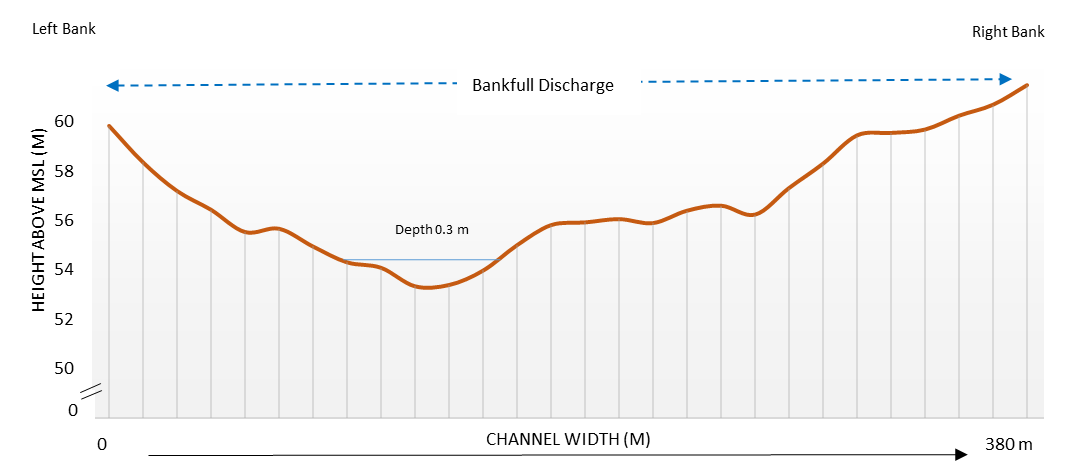 Left Bank
Right Bank
Bankfull Discharge
HEIGHT ABOVE MSL (M)
60
58
56
54
52
50
0
Depth 0.3 m
0
CHANNEL WIDTH (M)
380 m